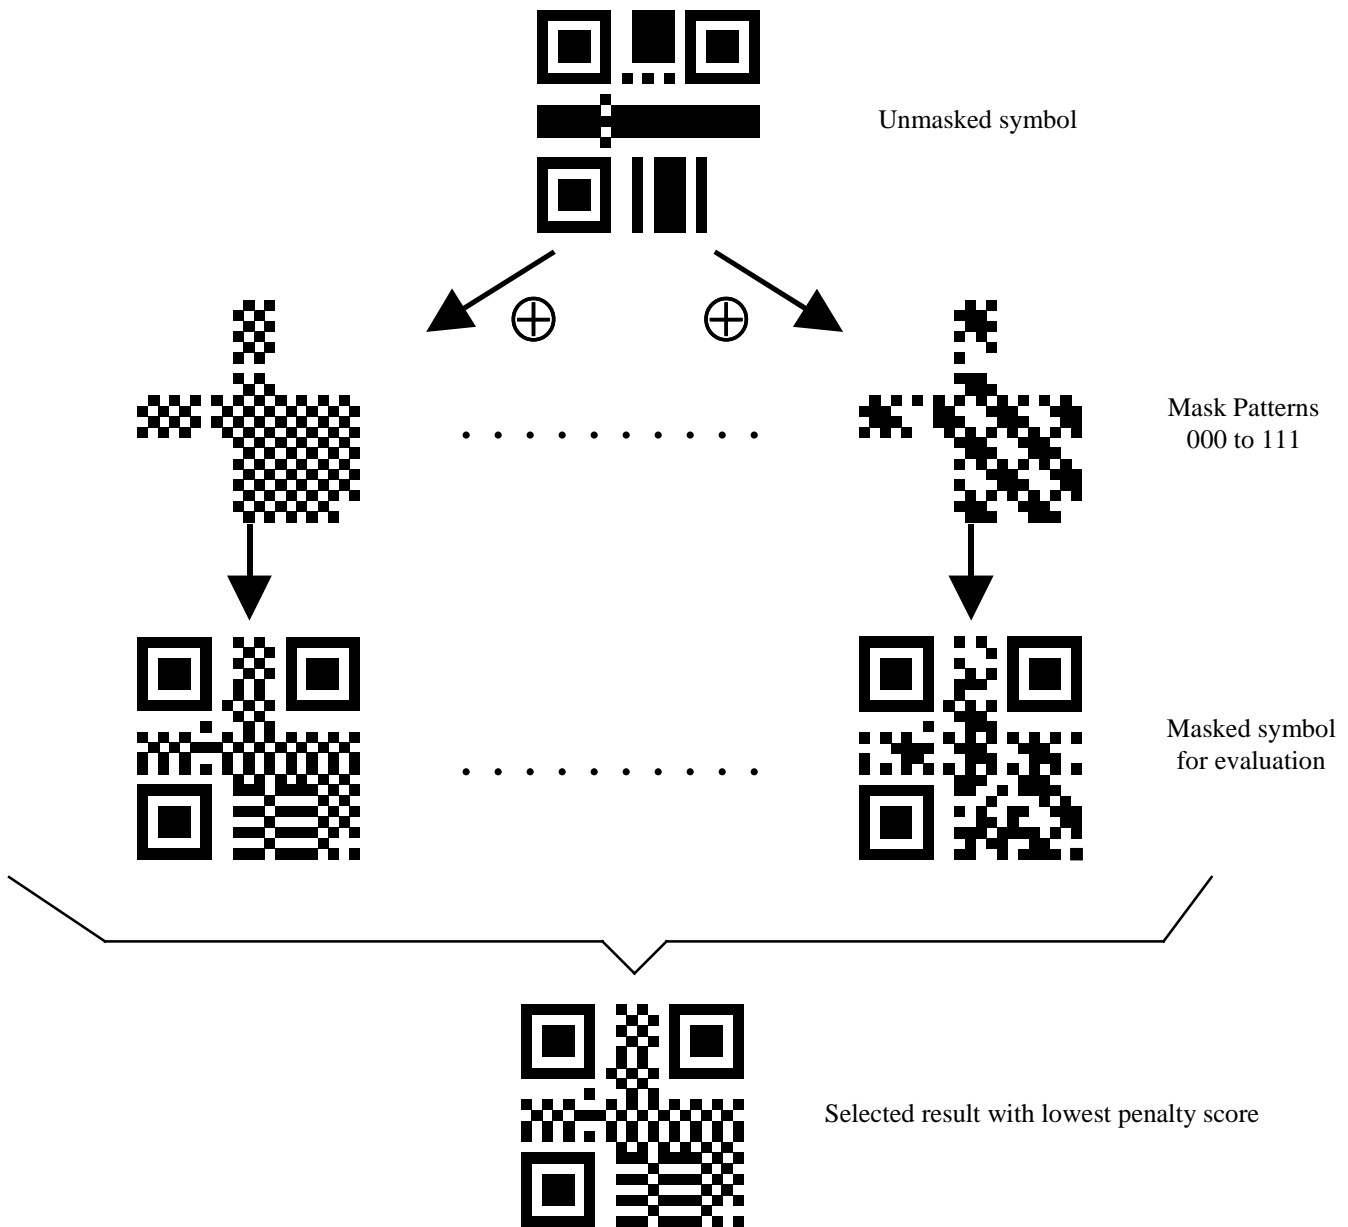 Unmasked symbol
Mask Patterns
000 to 111
Masked symbol
for evaluation
Selected result with lowest penalty score